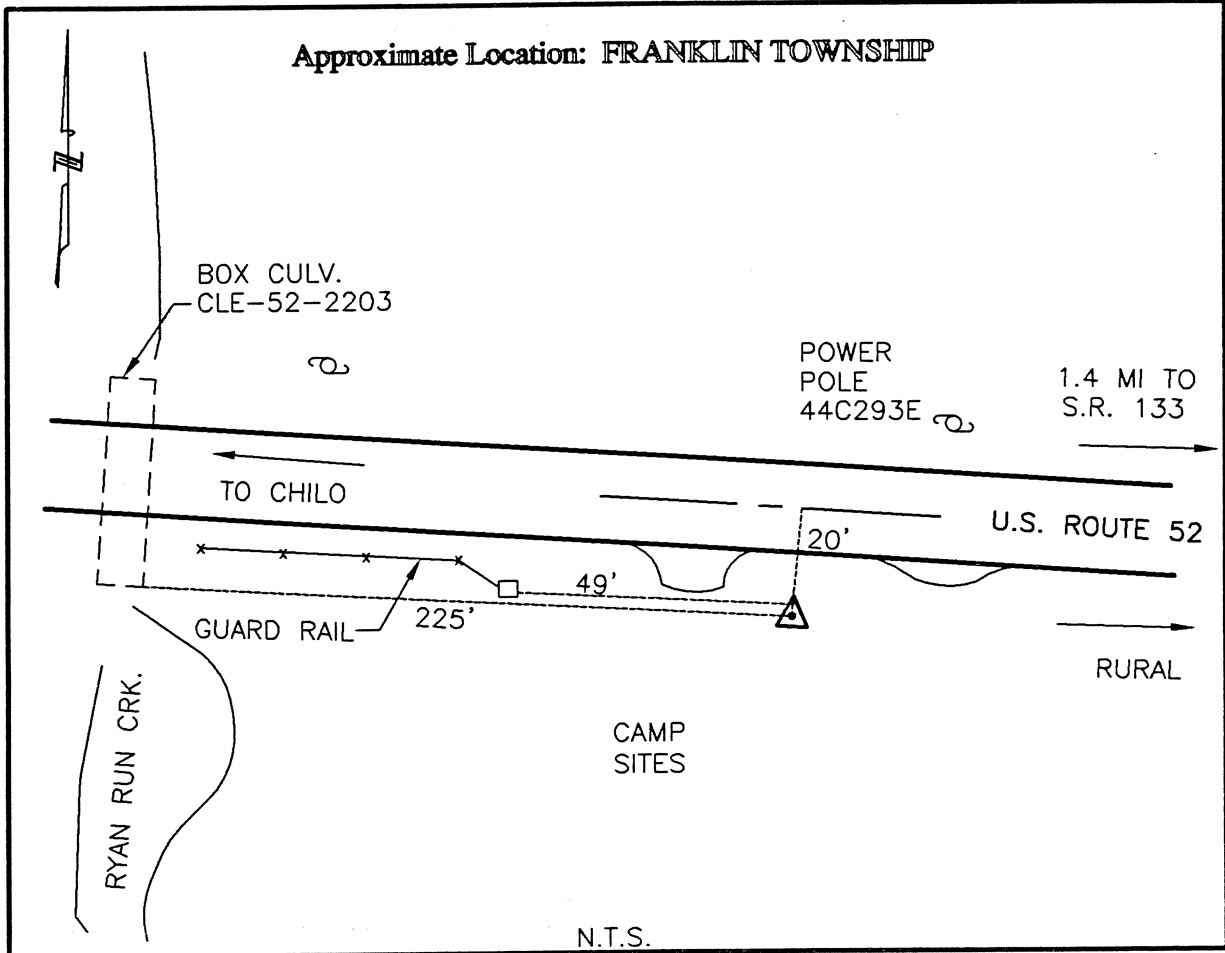 Approximate Location: FRANKLIN TOWNSHIP
N
BOX CULV.
CLE-52-2203
POWER
POLE
44C293E
1.4 MI TO
S.R. 133
TO CHILO
U.S. ROUTE 52
20'
49'
225'
GUARD RAIL
RURAL
RYAN RUN CRK.
CAMP
SITES
N.T.S.